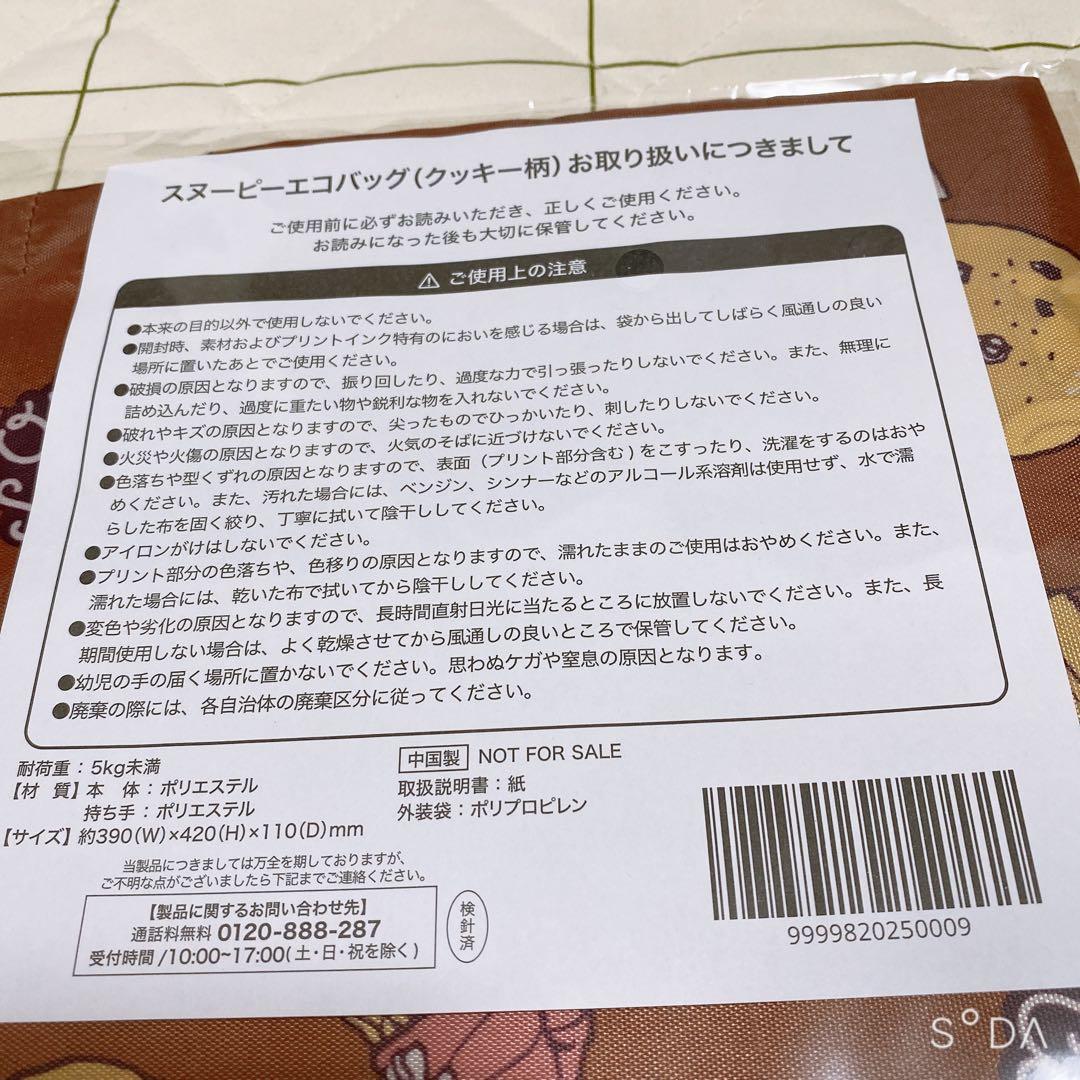 スヌーピーエコバッグ(クッキー柄)お取り扱いにつきまして
ご使用前に必ずお読みいただき、正しくご使用ください。
お読みになった後も大切に保管してください。
⚠ ご使用上の注意
●本来の目的以外で使用しないでください。
●開封時、素材およびプリントインク特有のにおいを感じる場合は、袋から出してしばらく風通しの良い
場所に置いたあとでご使用ください。
●破損の原因となりますので、振り回したり、過度な力で引っ張ったりしないでください。また、無理に
詰め込んだり、過度に重たい物や鋭利な物を入れないでください。
●破れやキズの原因となりますので、尖ったものでひっかいたり、刺したりしないでください。
●火災や火傷の原因となりますので、火気のそばに近づけないでください。
●色落ちや型くずれの原因となりますので、表面(プリント部分含む)をこすったり、洗濯をするのはおや
めください。また、汚れた場合には、ベンジン、シンナーなどのアルコール系溶剤は使用せず、水で濡
らした布を固く絞り、丁寧に拭いて陰干ししてください。
●アイロンがけはしないでください。
●プリント部分の色落ちや、色移りの原因となりますので、濡れたままのご使用はおやめください。また、
濡れた場合には、乾いた布で拭いてから陰干ししてください。
●変色や劣化の原因となりますので、長時間直射日光に当たるところに放置しないでください。また、長
期間使用しない場合は、よく乾燥させてから風通しの良いところで保管してください。
●幼児の手の届く場所に置かないでください。思わぬケガや窒息の原因となります。
●廃棄の際には、各自治体の廃棄区分に従ってください。
耐荷重:5kg未満
【材 質】本 体:ポリエステル
持ち手:ポリエステル
【サイズ】約390(W)×420(H)×110(D)mm
中国製 NOT FOR SALE
取扱説明書:紙
外装袋:ポリプロピレン
当製品につきましては万全を期しておりますが、
ご不明な点がございましたら下記までご連絡ください。
【製品に関するお問い合わせ先】
通話料無料 0120-888-287
受付時間/10:00~17:00(土・日・祝を除く)
検針済
9999820250009
SODA